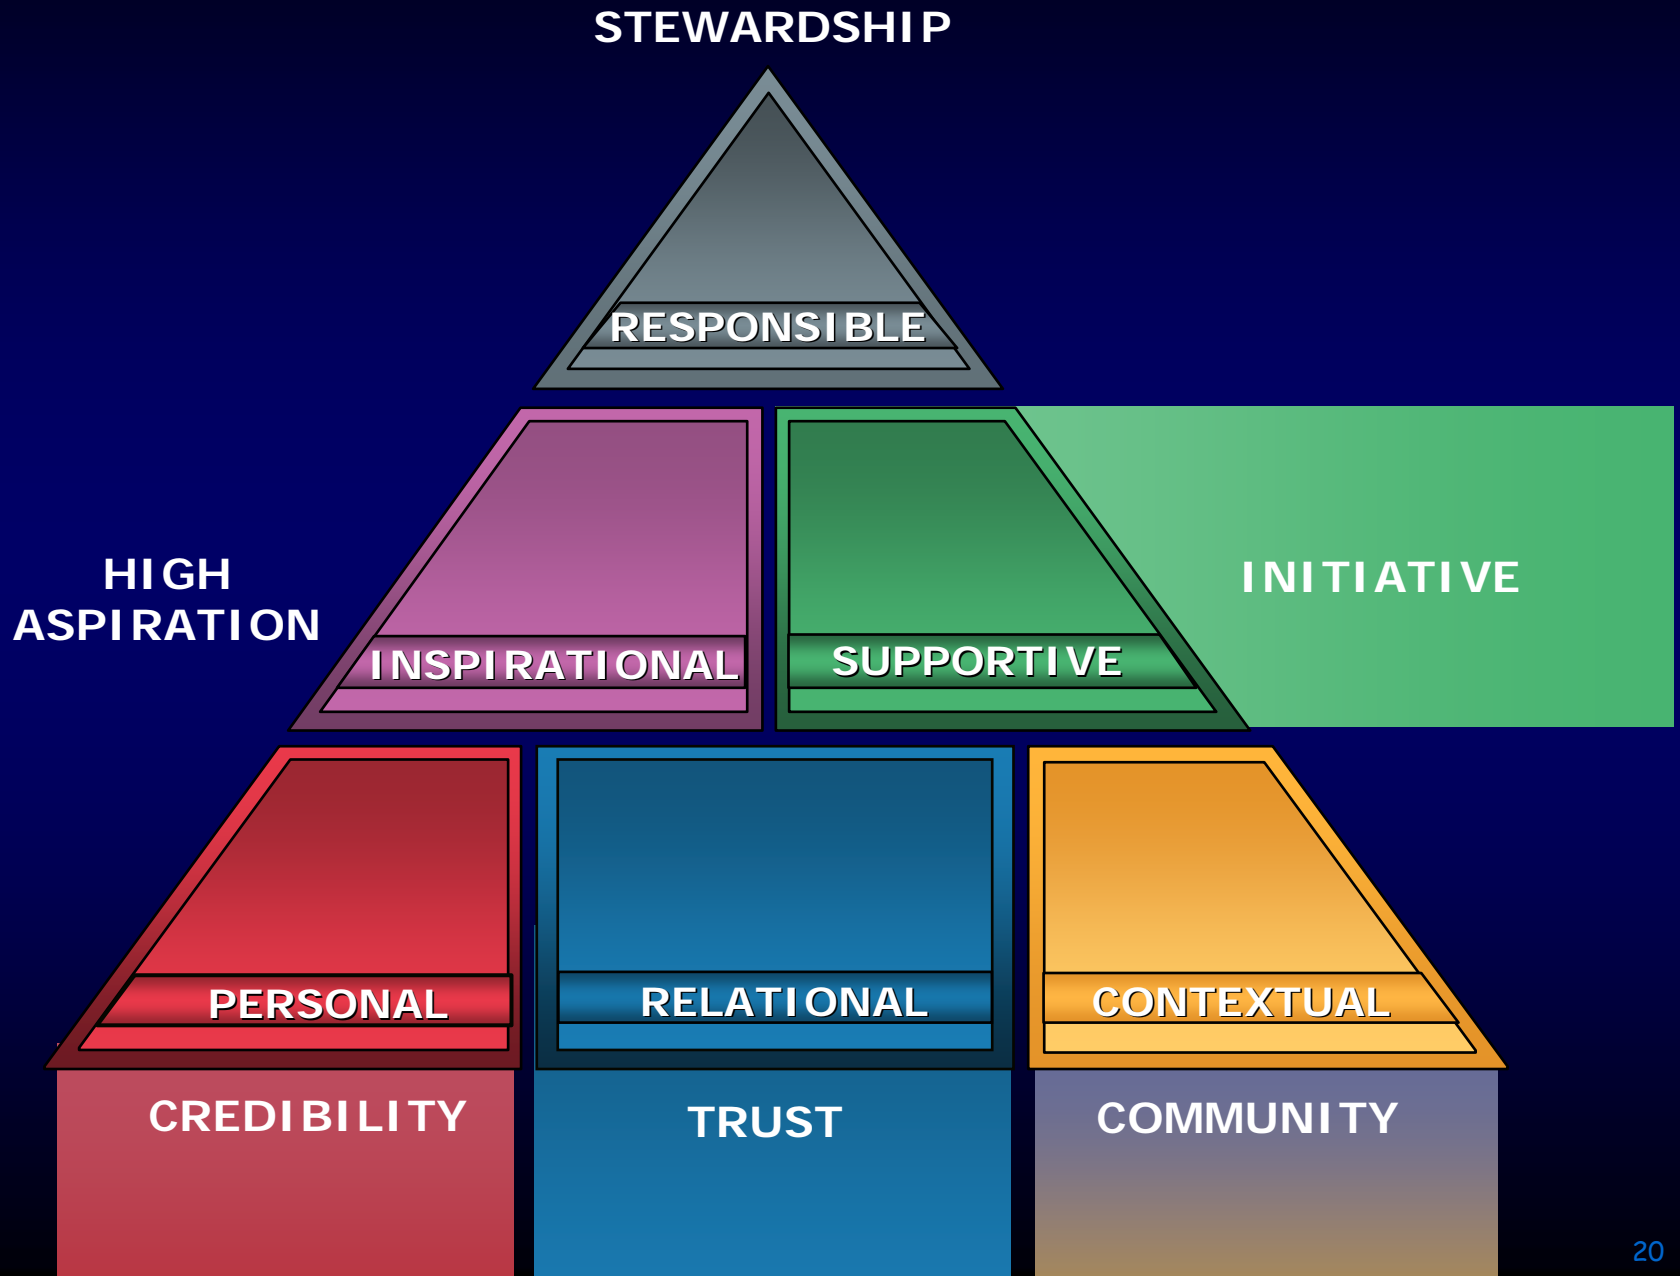 STEWARDSHIP
RESPONSIBLE
HIGH
ASPIRATION
INITIATIVE
INSPIRATIONAL
SUPPORTIVE
PERSONAL
RELATIONAL
CONTEXTUAL
CREDIBILITY
TRUST
COMMUNITY
20